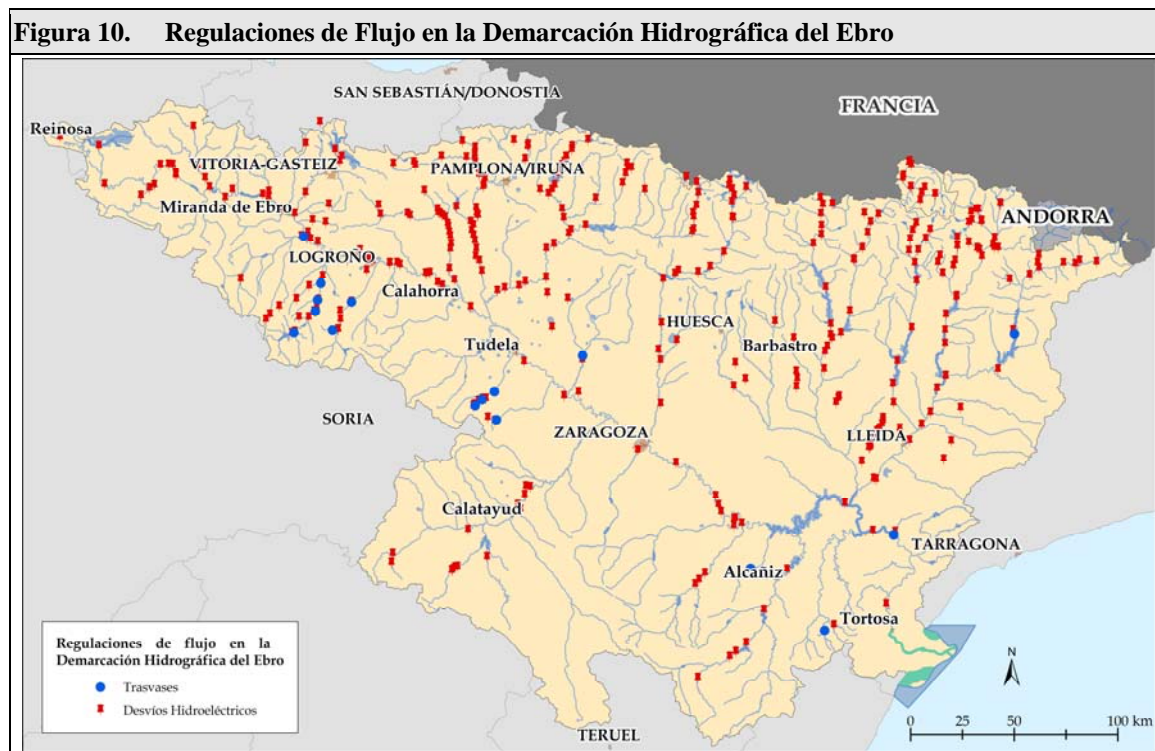 Figura 10. Regulaciones de Flujo en la Demarcación Hidrográfica del Ebro
SAN SEBASTIÁN/DONOSTIA
FRANCIA
Reinosa
VITORIA-GASTEIZ
PAMPLONA/IRUÑA
Miranda de Ebro
ANDORRA
LOGROÑO
Calahorra
HUESCA
Barbastro
Tudela
SORIA
ZARAGOZA
LLEIDA
Calatayud
TARRAGONA
Alcañiz
Tortosa
Regulaciones de flujo en la
Demarcación Hidrográfica del Ebro
Trasvases
Desvíos Hidroeléctricos
N
0 25 50 100 km
TERUEL